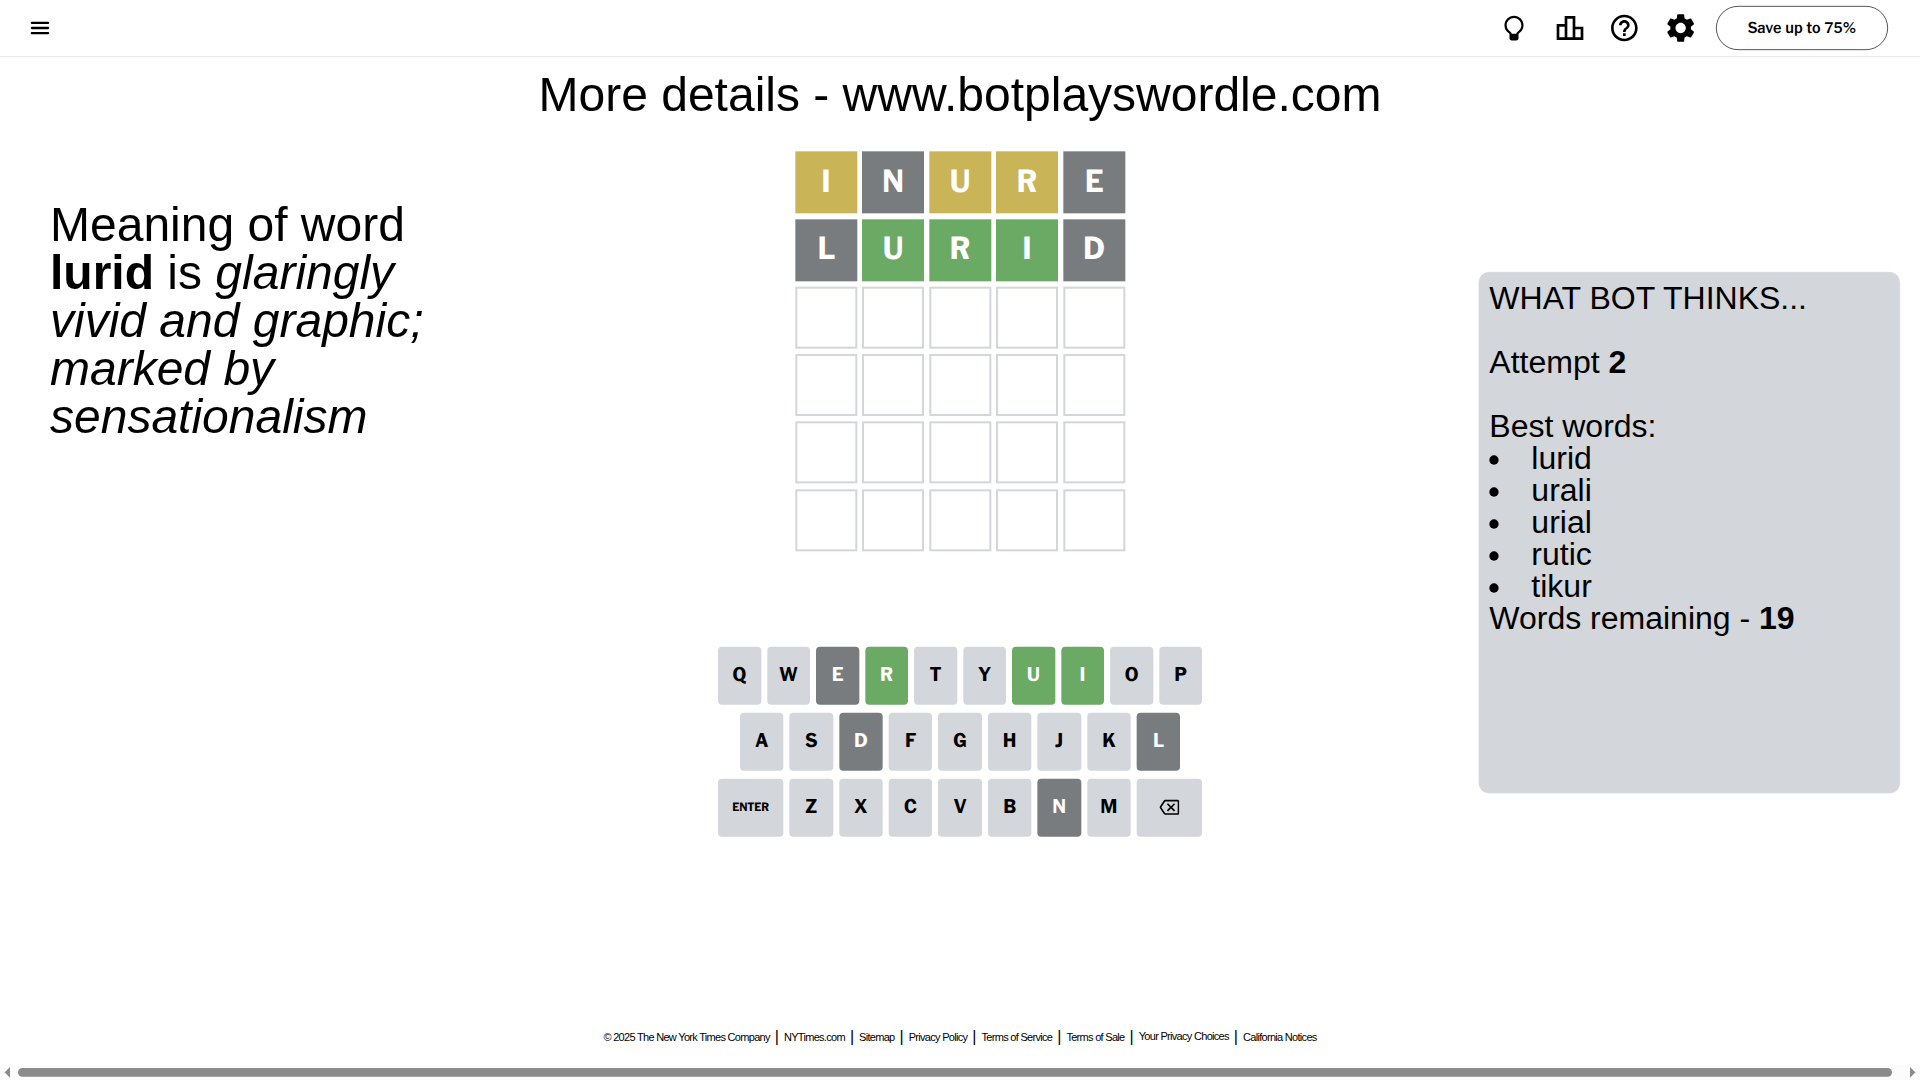 Save up to 75%
More details - www.botplayswordle.com
Meaning of word
lurid is glaringly
vivid and graphic;
marked by
sensationalism
I N U R E
L U R I D
WHAT BOT THINKS...
Attempt 2
Best words:
lurid
urali
urial
rutic
tikur
Words remaining - 19
Q W E R T Y U I O P
A S D F G H J K L
ENTER Z X C V B N M
© 2025 The New York Times Company | NYTimes.com | Sitemap | Privacy Policy | Terms of Service | Terms of Sale | Your Privacy Choices | California Notices